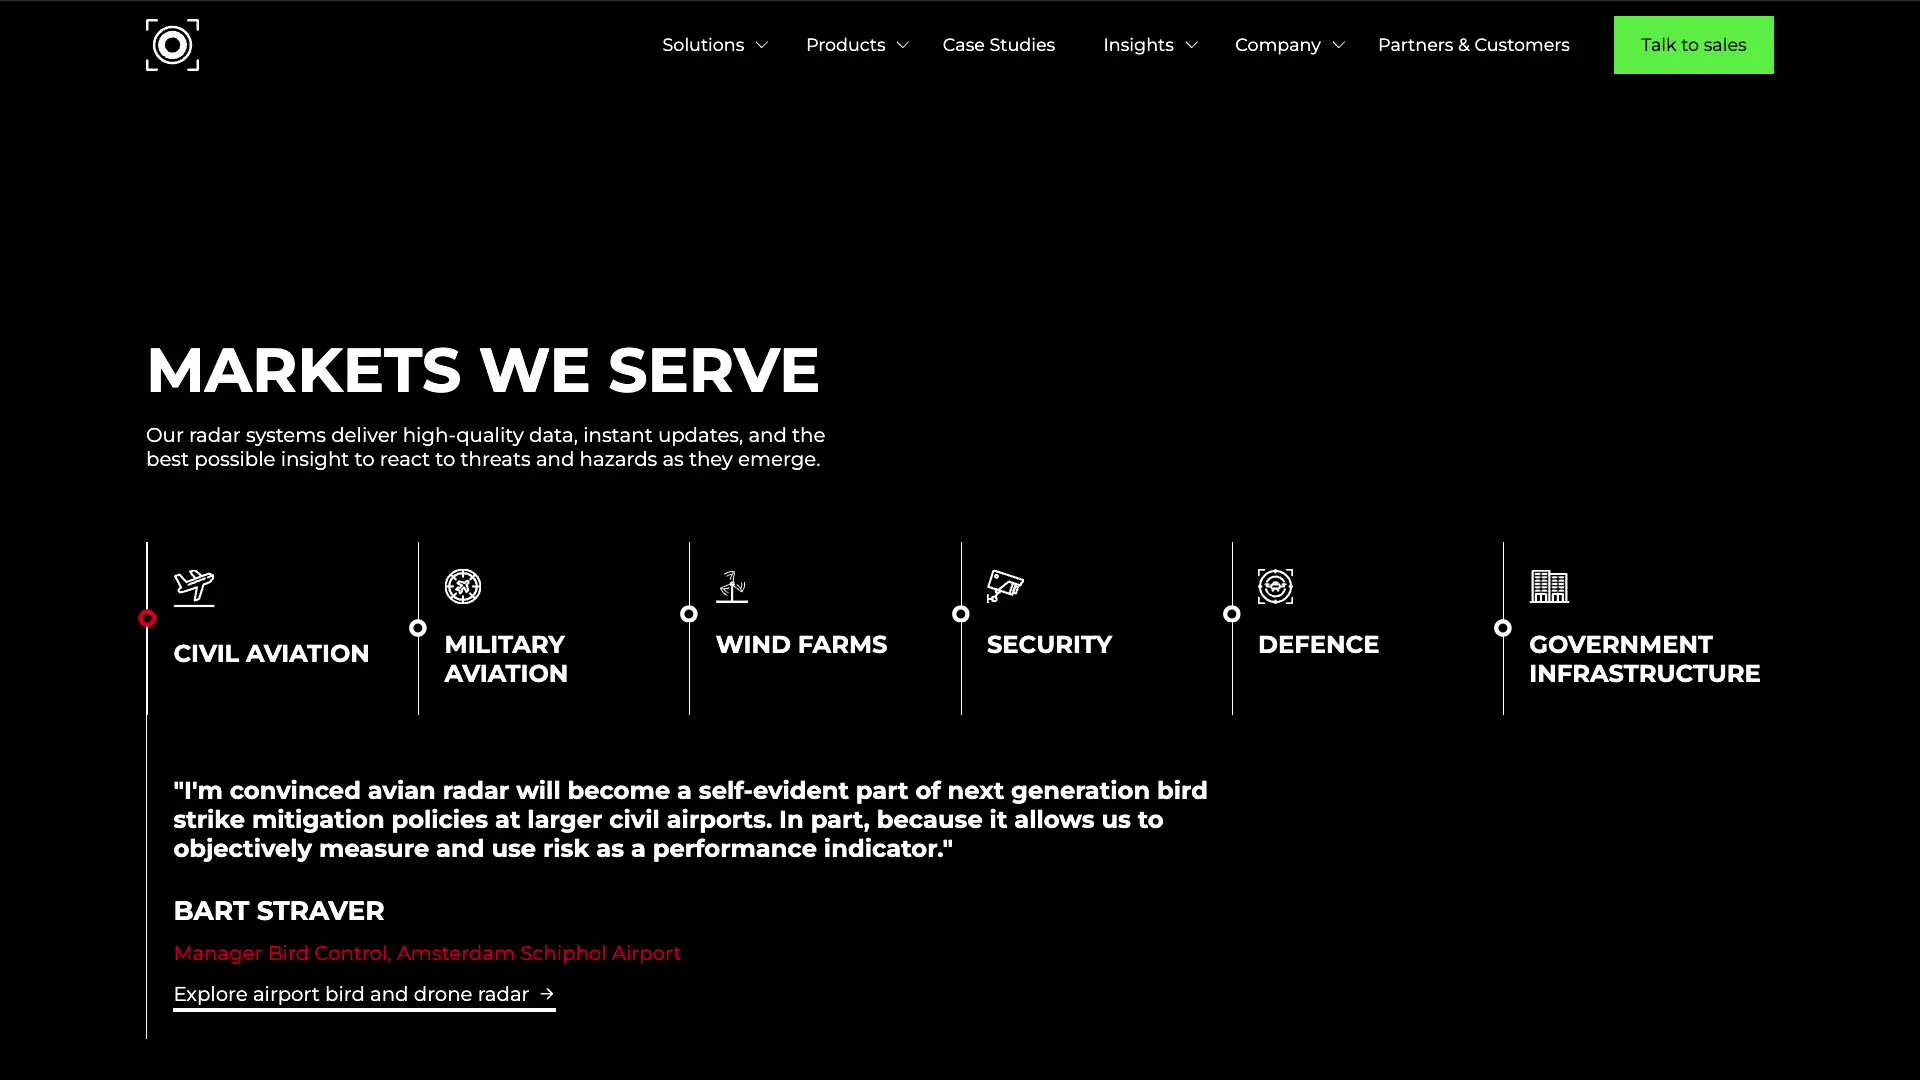 Solutions
Products
Case Studies
Insights
Company
Partners & Customers
Talk to sales
MARKETS WE SERVE
Our radar systems deliver high-quality data, instant updates, and the
best possible insight to react to threats and hazards as they emerge.
CIVIL AVIATION
MILITARY
AVIATION
WIND FARMS
SECURITY
DEFENCE
GOVERNMENT
INFRASTRUCTURE
"I'm convinced avian radar will become a self-evident part of next generation bird
strike mitigation policies at larger civil airports. In part, because it allows us to
objectively measure and use risk as a performance indicator."
BART STRAVER
Manager Bird Control, Amsterdam Schiphol Airport
Explore airport bird and drone radar →